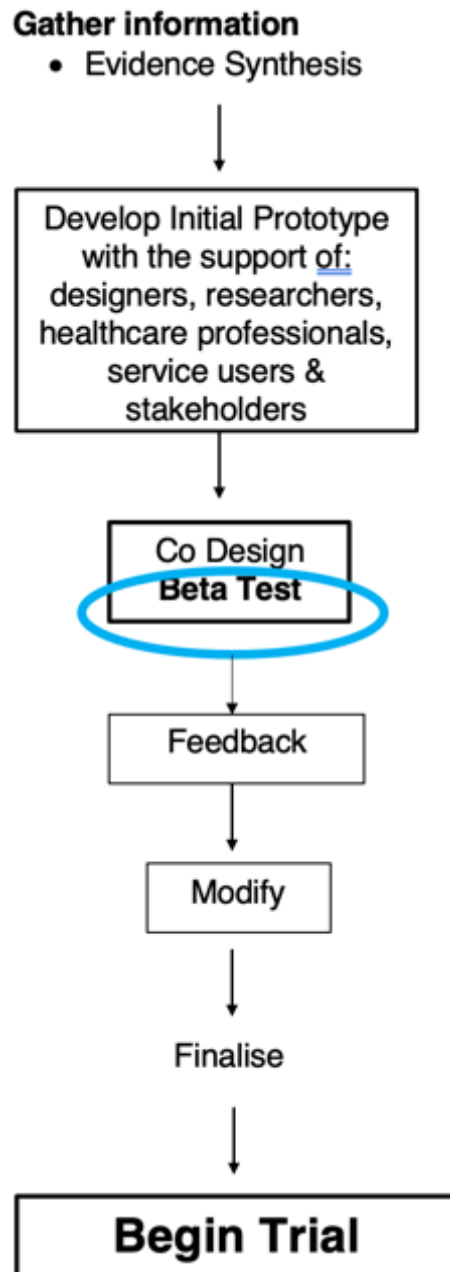 Gather information
• Evidence Synthesis
Develop Initial Prototype
with the support of:
designers, researchers,
healthcare professionals,
service users &
stakeholders
Co Design
Beta Test
Feedback
Modify
Finalise
Begin Trial